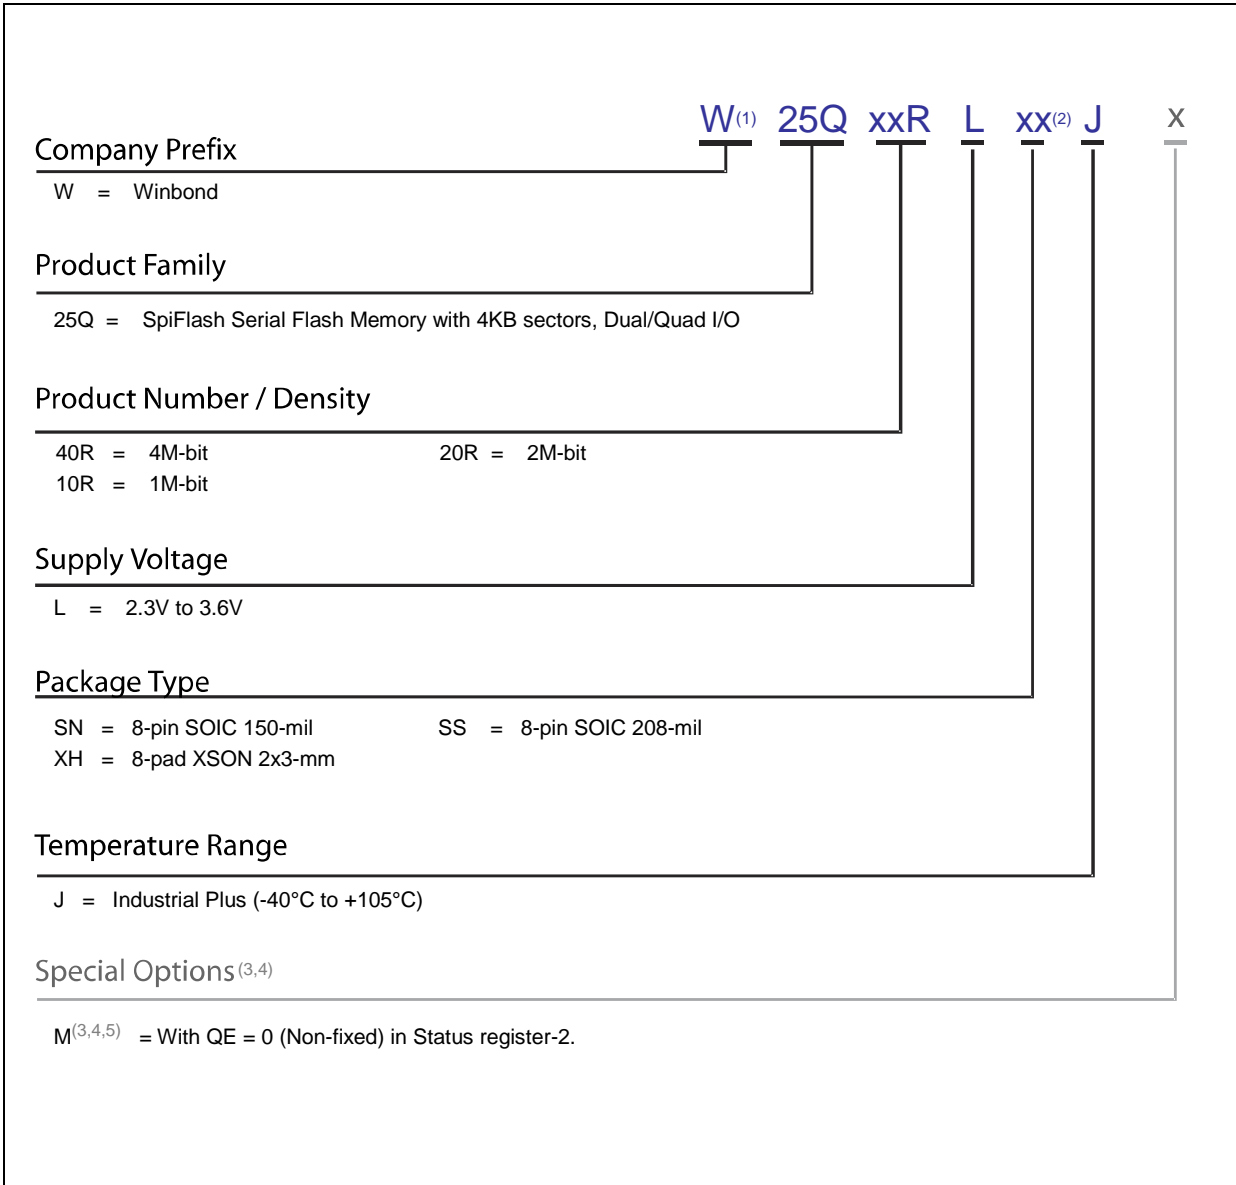 W(1) 25Q xxR L xx(2) J x
Company Prefix
W = Winbond
Product Family
25Q = SpiFlash Serial Flash Memory with 4KB sectors, Dual/Quad I/O
Product Number / Density
40R = 4M-bit 20R = 2M-bit
10R = 1M-bit
Supply Voltage
L = 2.3V to 3.6V
Package Type
SN = 8-pin SOIC 150-mil SS = 8-pin SOIC 208-mil
XH = 8-pad XSON 2x3-mm
Temperature Range
J = Industrial Plus (-40°C to +105°C)
Special Options(3,4)
M(3,4,5) = With QE = 0 (Non-fixed) in Status register-2.